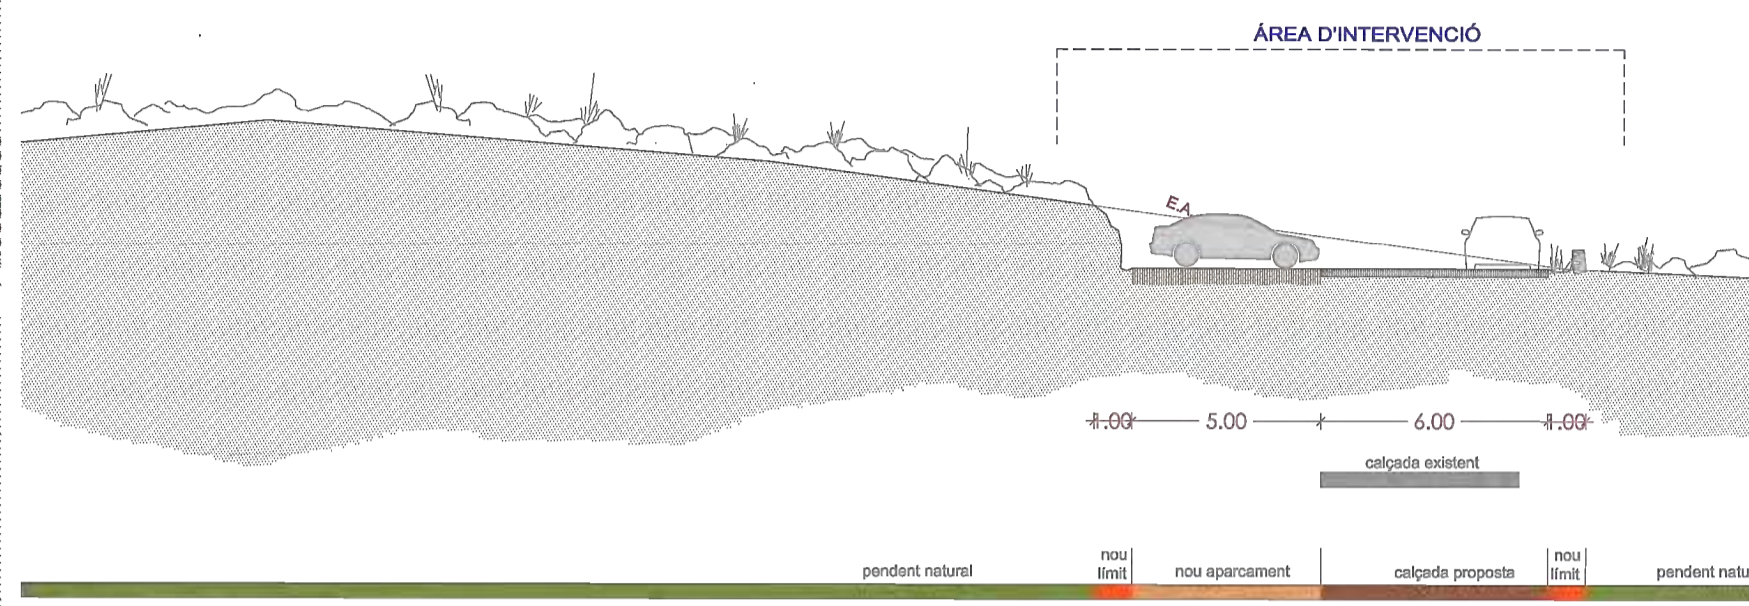 ÁREA D'INTERVENCIÓ
E.A.
1.00 5.00 6.00 1.00
calçada existent
pendent natural
nou
límit
nou aparcament
calçada proposta
nou
límit
pendent natu